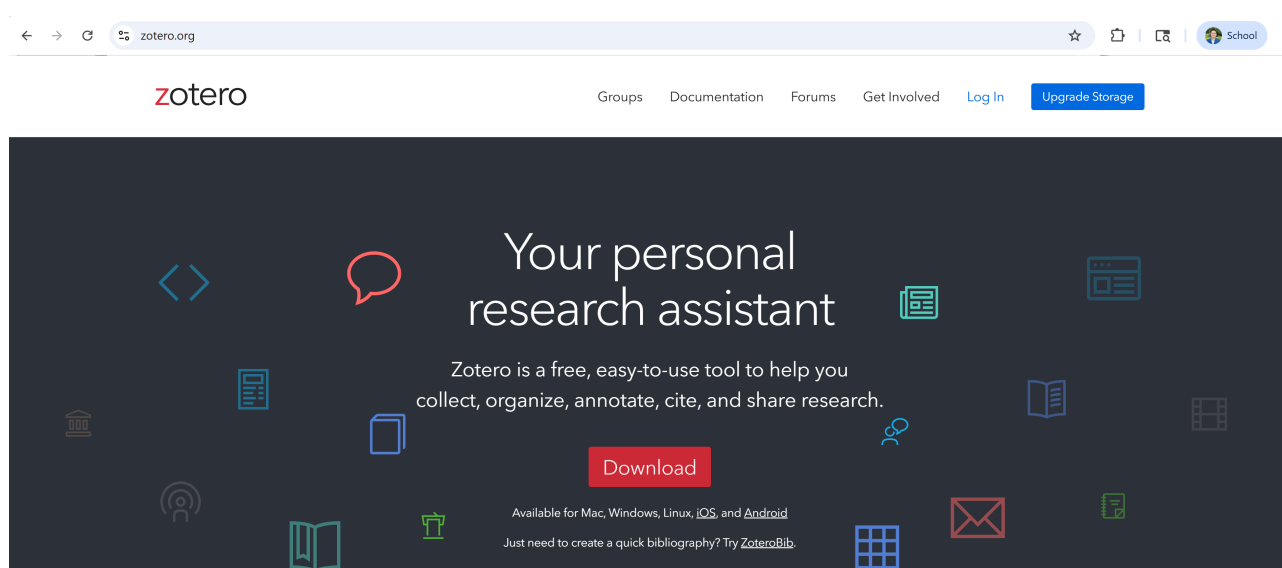 zotero.org
School
zotero
Groups Documentation Forums Get Involved Log In Upgrade Storage
Your personal
research assistant
Zotero is a free, easy-to-use tool to help you
collect, organize, annotate, cite, and share research.
Download
Available for Mac, Windows, Linux, iOS, and Android
Just need to create a quick bibliography? Try ZoteroBib.